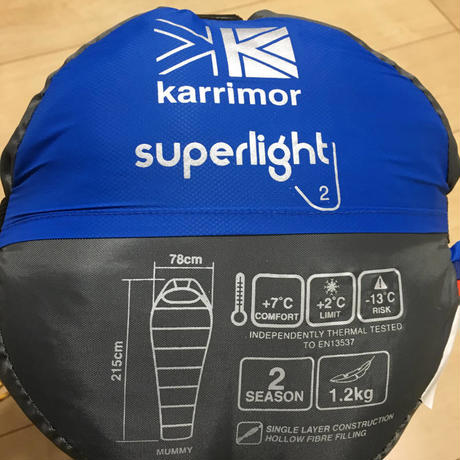 karrimor
superlight
2
78cm
215cm
MUMMY
+7°C
COMFORT
+2°C
LIMIT
-13°C
RISK
INDEPENDENTLY THERMAL TESTED
TO EN13537
2
SEASON
1.2kg
SINGLE LAYER CONSTRUCTION
HOLLOW FIBRE FILLING